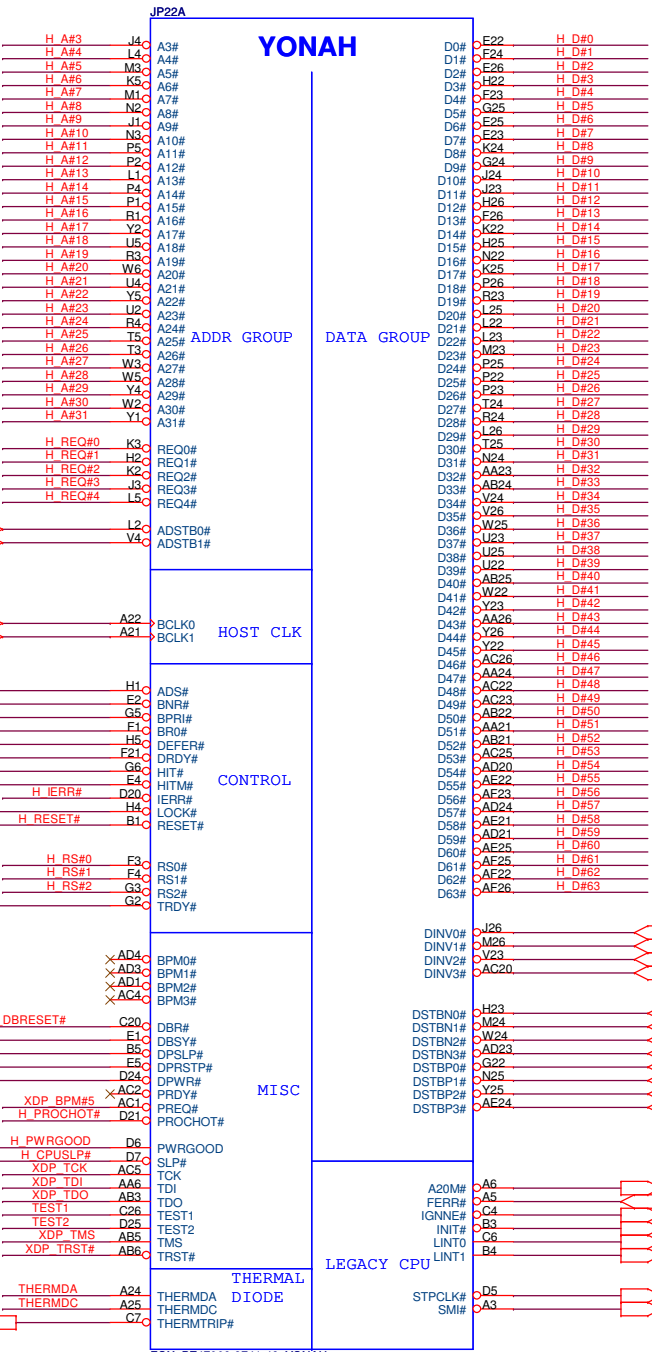 JP22A
YONAH
H_A#3 J4 A3#
H_A#4 L4 A4#
H_A#5 M3 A5#
H_A#6 K5 A6#
H_A#7 M1 A7#
H_A#8 N2 A8#
H_A#9 J1 A9#
H_A#10 N3 A10#
H_A#11 P5 A11#
H_A#12 P2 A12#
H_A#13 L1 A13#
H_A#14 P4 A14#
H_A#15 P1 A15#
H_A#16 R1 A16#
H_A#17 Y2 A17#
H_A#18 U5 A18#
H_A#19 R3 A19#
H_A#20 W6 A20#
H_A#21 U4 A21#
H_A#22 Y5 A22#
H_A#23 U2 A23#
H_A#24 R4 A24#
H_A#25 T5 A25#
H_A#26 T3 A26#
H_A#27 W3 A27#
H_A#28 W5 A28#
H_A#29 Y4 A29#
H_A#30 W2 A30#
H_A#31 Y1 A31#
ADDR GROUP
H_REQ#0 K3 REQ0#
H_REQ#1 H2 REQ1#
H_REQ#2 K2 REQ2#
H_REQ#3 J3 REQ3#
H_REQ#4 L5 REQ4#
L2 ADSTB0#
V4 ADSTB1#
A22 BCLK0
A21 BCLK1
HOST CLK
H1 ADS#
E2 BNR#
G5 BPRI#
F1 BR0#
H5 DEFER#
F21 DRDY#
G6 HIT#
E4 HITM#
H_IERR# D20 IERR#
H4 LOCK#
H_RESET# B1 RESET#
CONTROL
H_RS#0 F3 RS0#
H_RS#1 F4 RS1#
H_RS#2 G3 RS2#
G2 TRDY#
AD4 BPM0#
AD3 BPM1#
AD1 BPM2#
AC4 BPM3#
DBRESET# C20 DBR#
E1 DBSY#
B5 DPSLP#
E5 DPRSTP#
D24 DPWR#
AC2 PRDY#
XDP_BPM#5 AC1 PREQ#
H_PROCHOT# D21 PROCHOT#
MISC
H_PWRGOOD D6 PWRGOOD
H_CPUSLP# D7 SLP#
XDP_TCK AC5 TCK
XDP_TDI AA6 TDI
XDP_TDO AB3 TDO
TEST1 C26 TEST1
TEST2 D25 TEST2
XDP_TMS AB5 TMS
XDP_TRST# AB6 TRST#
THERMAL
DIODE
THERMDA A24 THERMDA
THERMDC A25 THERMDC
C7 THERMTRIP#
D0# E22 H_D#0
D1# F24 H_D#1
D2# E26 H_D#2
D3# H22 H_D#3
D4# F23 H_D#4
D5# G25 H_D#5
D6# E25 H_D#6
D7# E23 H_D#7
D8# K24 H_D#8
D9# G24 H_D#9
D10# J24 H_D#10
D11# J23 H_D#11
D12# H26 H_D#12
D13# F26 H_D#13
D14# K22 H_D#14
D15# H25 H_D#15
D16# N22 H_D#16
D17# K25 H_D#17
D18# P26 H_D#18
D19# R23 H_D#19
D20# L25 H_D#20
D21# L22 H_D#21
D22# L23 H_D#22
D23# M23 H_D#23
D24# P25 H_D#24
D25# P22 H_D#25
D26# P23 H_D#26
D27# T24 H_D#27
D28# R24 H_D#28
D29# L26 H_D#29
D30# T25 H_D#30
D31# N24 H_D#31
D32# AA23 H_D#32
D33# AB24 H_D#33
D34# V24 H_D#34
D35# V26 H_D#35
D36# W25 H_D#36
D37# U23 H_D#37
D38# U25 H_D#38
D39# U22 H_D#39
D40# AB25 H_D#40
D41# W22 H_D#41
D42# Y23 H_D#42
D43# AA26 H_D#43
D44# Y26 H_D#44
D45# Y22 H_D#45
D46# AC26 H_D#46
D47# AA24 H_D#47
D48# AC22 H_D#48
D49# AC23 H_D#49
D50# AB22 H_D#50
D51# AA21 H_D#51
D52# AB21 H_D#52
D53# AC25 H_D#53
D54# AD20 H_D#54
D55# AE22 H_D#55
D56# AF23 H_D#56
D57# AD24 H_D#57
D58# AE21 H_D#58
D59# AD21 H_D#59
D60# AE25 H_D#60
D61# AF25 H_D#61
D62# AF22 H_D#62
D63# AF26 H_D#63
DATA GROUP
DINV0# J26
DINV1# M26
DINV2# V23
DINV3# AC20
DSTBN0# H23
DSTBN1# M24
DSTBN2# W24
DSTBN3# AD23
DSTBP0# G22
DSTBP1# N25
DSTBP2# Y25
DSTBP3# AE24
A20M# A6
FERR# A5
IGNNE# C4
INIT# B3
LINT0 C6
LINT1 B4
LEGACY CPU
STPCLK# D5
SMI# A3